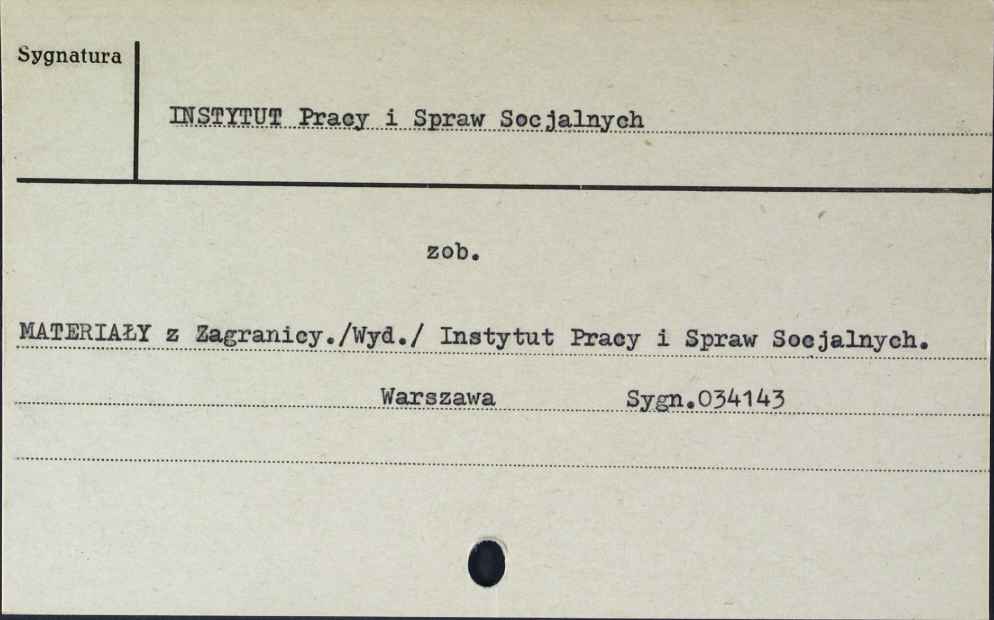 Sygnatura
INSTYTUT Pracy i Spraw Socjalnych
zob.
MATERIAŁY z Zagranicy./Wyd./ Instytut Pracy i Spraw Socjalnych.
Warszawa Sygn.034143